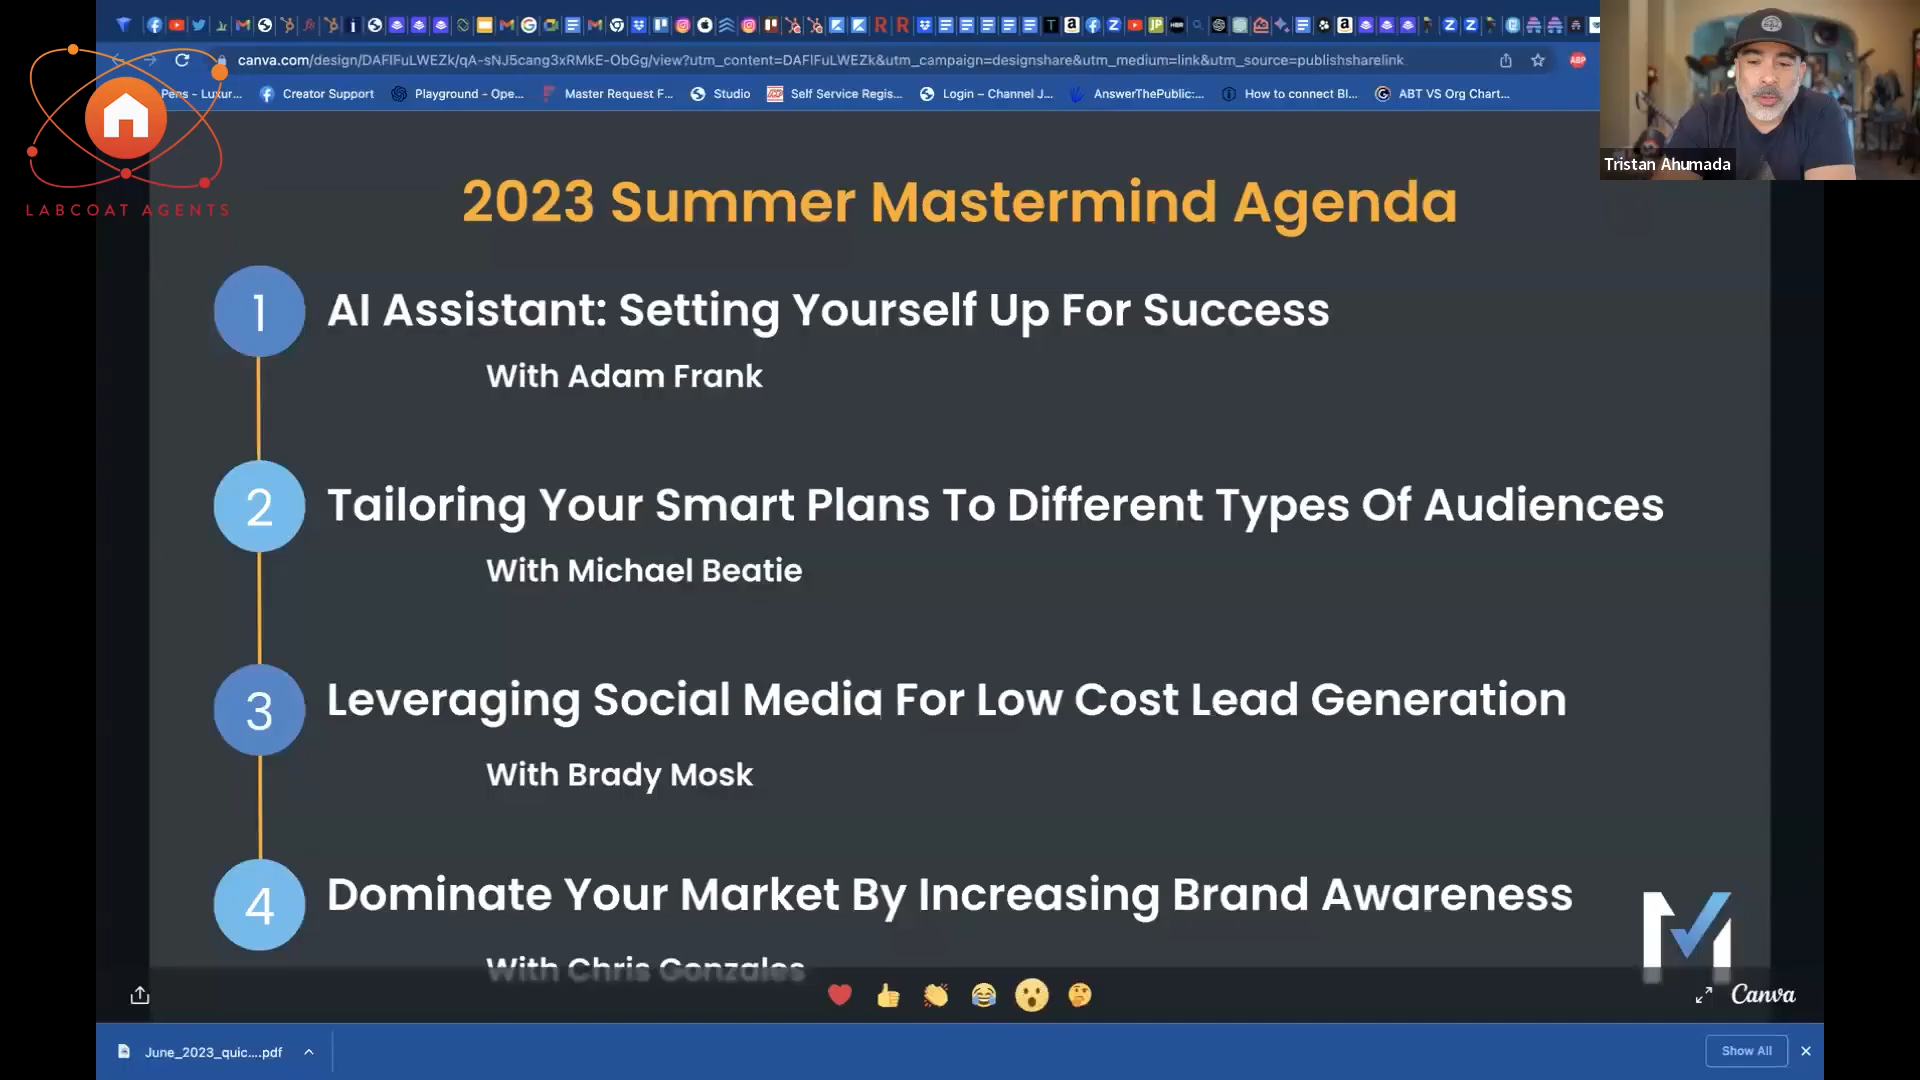 canva.com/design/DAFlFuLWEZk/qA-sNJ5cang3xRMkE-ObGg/view?utm_content=DAFlFuLWEZk&utm_campaign=designshare&utm_medium=link&utm_source=publishsharelink
Pens – Luxur...
Creator Support
Playground - Ope...
Master Request F...
Studio
Self Service Regis...
Login – Channel J...
AnswerThePublic:...
How to connect Bl...
ABT VS Org Chart...
Tristan Ahumada
LABCOAT AGENTS
2023 Summer Mastermind Agenda
1 AI Assistant: Setting Yourself Up For Success
With Adam Frank
2 Tailoring Your Smart Plans To Different Types Of Audiences
With Michael Beatie
3 Leveraging Social Media For Low Cost Lead Generation
With Brady Mosk
4 Dominate Your Market By Increasing Brand Awareness
With Chris Gonzales
Canva
June_2023_quic....pdf
Show All